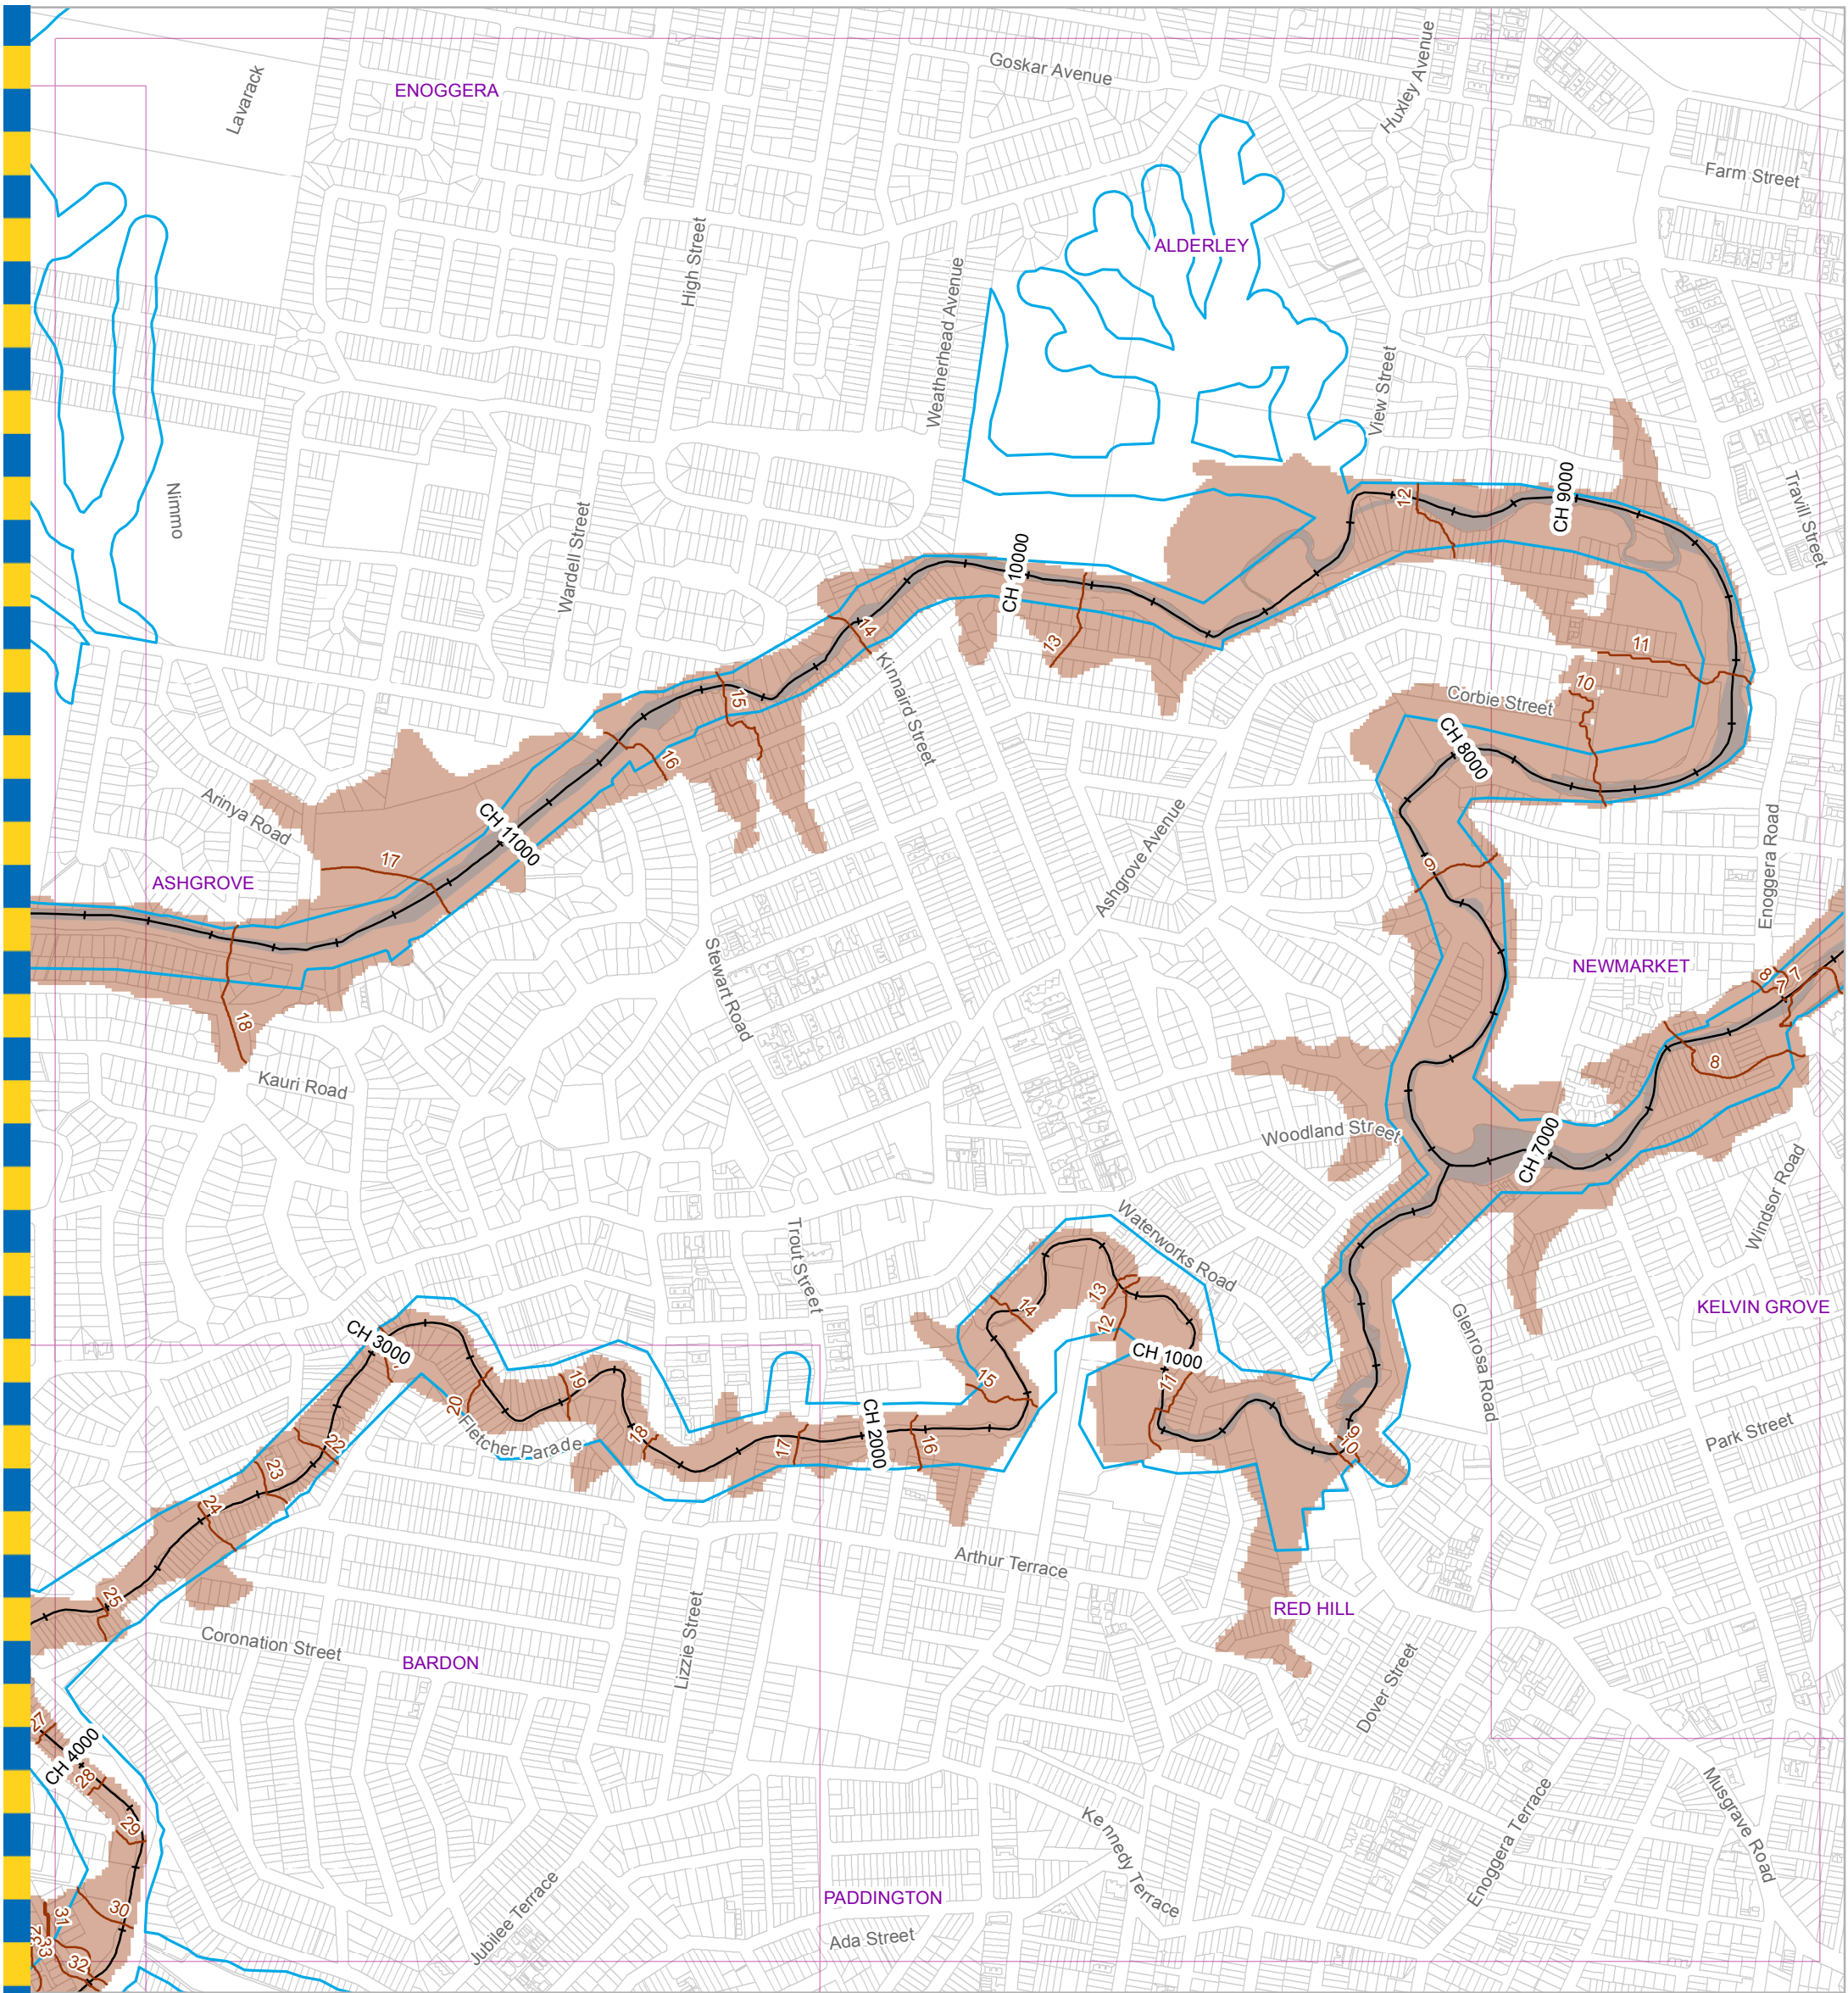 Goskar Avenue
Huxley Avenue
Lavarack
ENOGGERA
Farm Street
ALDERLEY
High Street
Weatherhead Avenue
View Street
Nimmo
Wardell Street
CH 9000
12
Travill Street
CH 10000
14
13
11
Kinnaird Street
10
Corbie Street
15
16
CH 8000
Arinya Road
CH 11000
17
ASHGROVE
Ashgrove Avenue
9
Enoggera Road
Stewart Road
NEWMARKET
8
7
7
18
8
Kauri Road
Woodland Street
CH 7000
Windsor Road
Trout Street
Waterworks Road
13
14
12
KELVIN GROVE
CH 3000
CH 1000
Glenrosa Road
20
19
15
11
Fletcher Parade
18
17
CH 2000
16
9
10
Park Street
22
23
24
Arthur Terrace
25
RED HILL
Coronation Street
BARDON
Lizzie Street
Dover Street
27
CH 4000
28
29
Kennedy Terrace
Enoggera Terrace
Musgrave Road
30
31
PADDINGTON
Jubilee Terrace
Ada Street
33
32